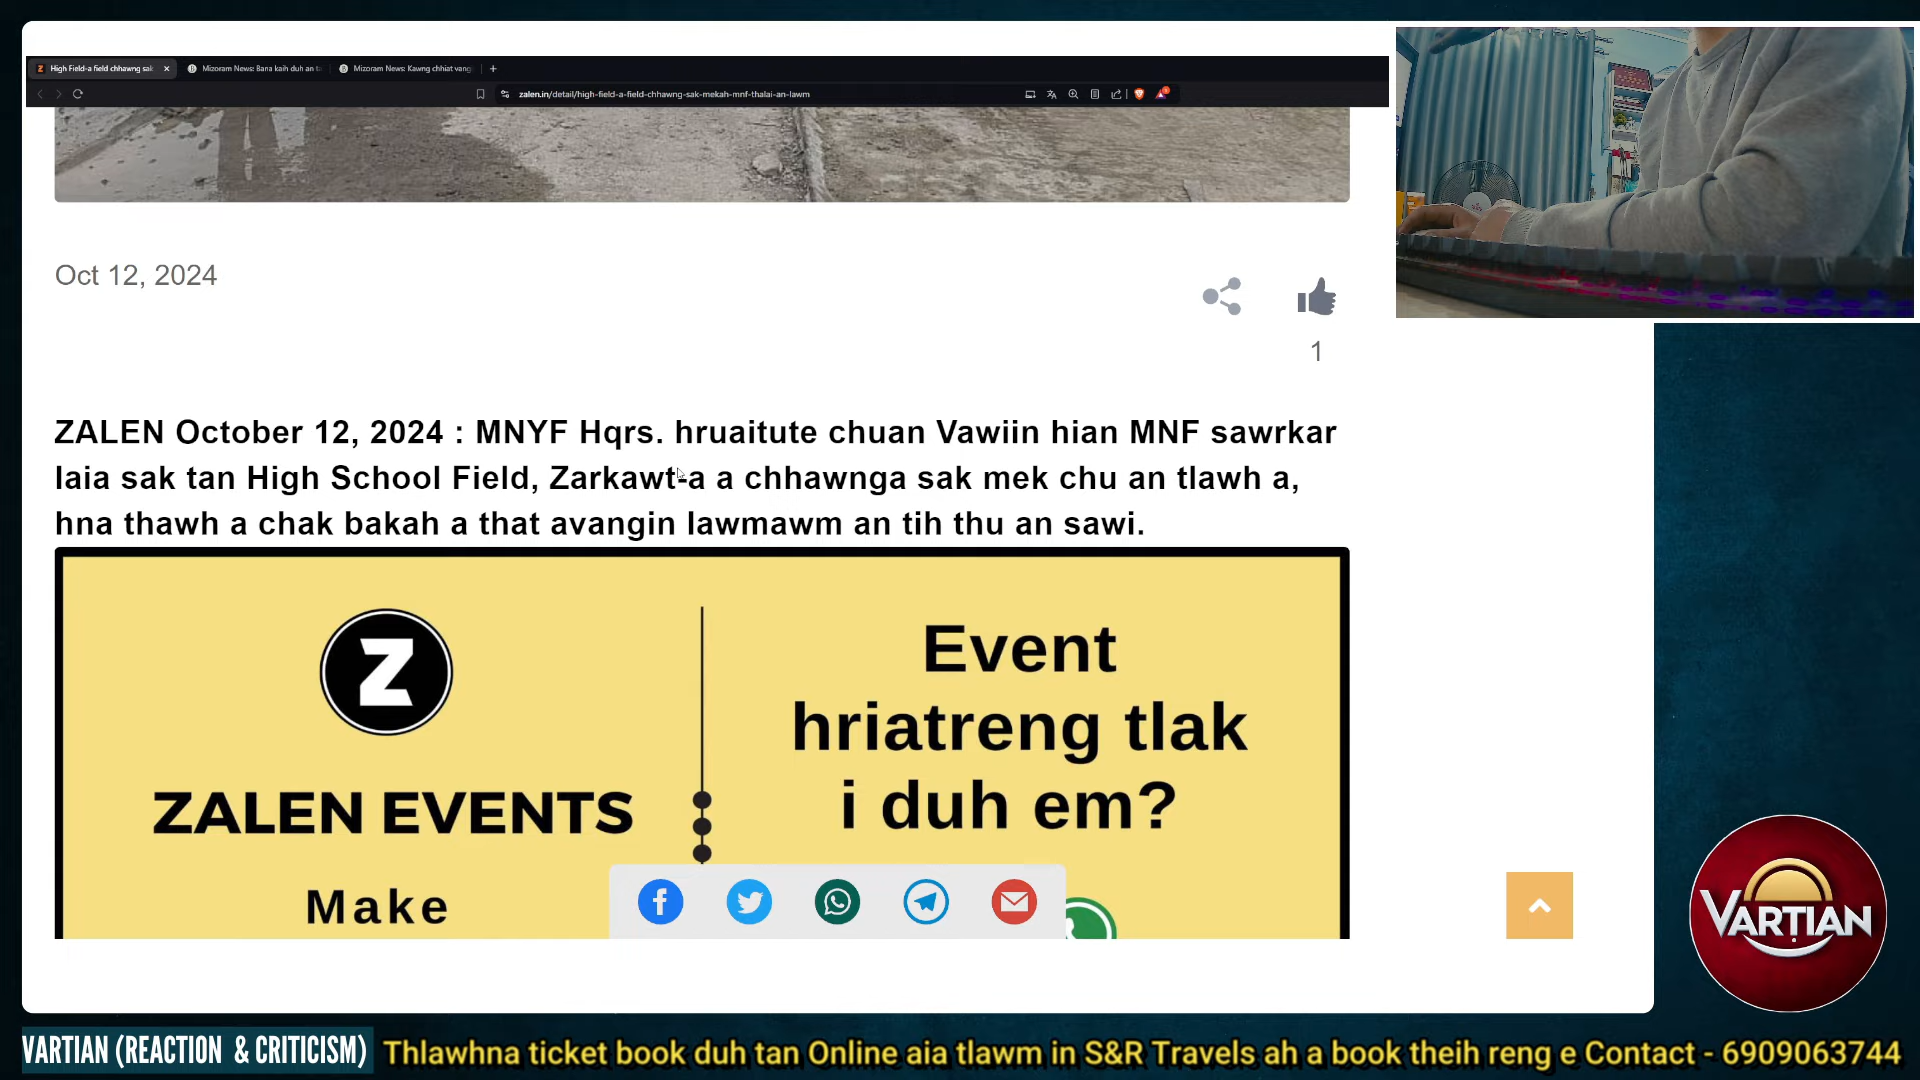 High Field-a field chhawng sak
Mizoram News: Bana kaih duh an ta
Mizoram News: Kawng chhiat vang
zalen.in/detail/high-field-a-field-chhawng-sak-mekah-mnf-thalai-an-lawm
Oct 12, 2024
1
ZALEN October 12, 2024 : MNYF Hqrs. hruaitute chuan Vawiin hian MNF sawrkar
laia sak tan High School Field, Zarkawt-a a chhawnga sak mek chu an tlawh a,
hna thawh a chak bakah a that avangin lawmawm an tih thu an sawi.
Z
ZALEN EVENTS
Make
Event
hriatreng tlak
i duh em?
VARṬIAN
VARTIAN (REACTION & CRITICISM)
Thlawhna ticket book duh tan Online aia tlawm in S&R Travels ah a book theih reng e Contact - 6909063744